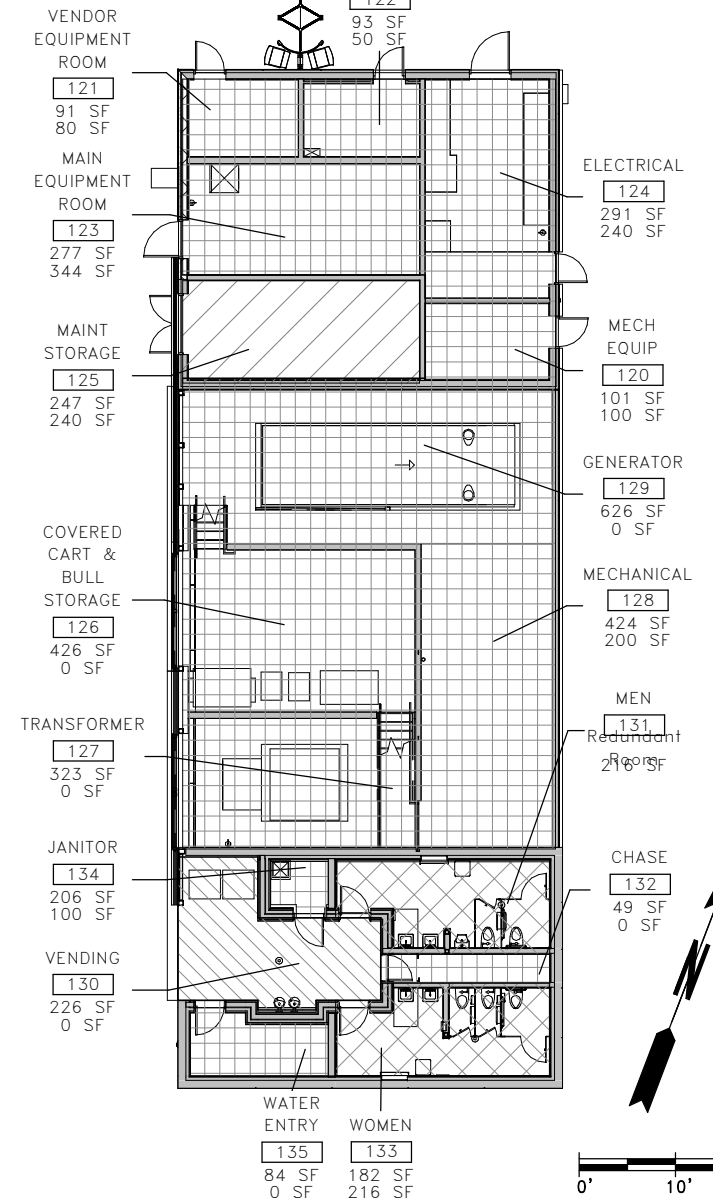 122
93 SF
50 SF
VENDOR
EQUIPMENT
ROOM
121
91 SF
80 SF
MAIN
EQUIPMENT
ROOM
123
277 SF
344 SF
ELECTRICAL
124
291 SF
240 SF
MAINT
STORAGE
125
247 SF
240 SF
MECH
EQUIP
120
101 SF
100 SF
GENERATOR
129
626 SF
0 SF
COVERED
CART &
BULL
STORAGE
126
426 SF
0 SF
MECHANICAL
128
424 SF
200 SF
TRANSFORMER
127
323 SF
0 SF
MEN
131
Redundant
Room
216 SF
JANITOR
134
206 SF
100 SF
CHASE
132
49 SF
0 SF
VENDING
130
226 SF
0 SF
N
WATER
ENTRY
135
84 SF
0 SF
WOMEN
133
182 SF
216 SF
0' 10'